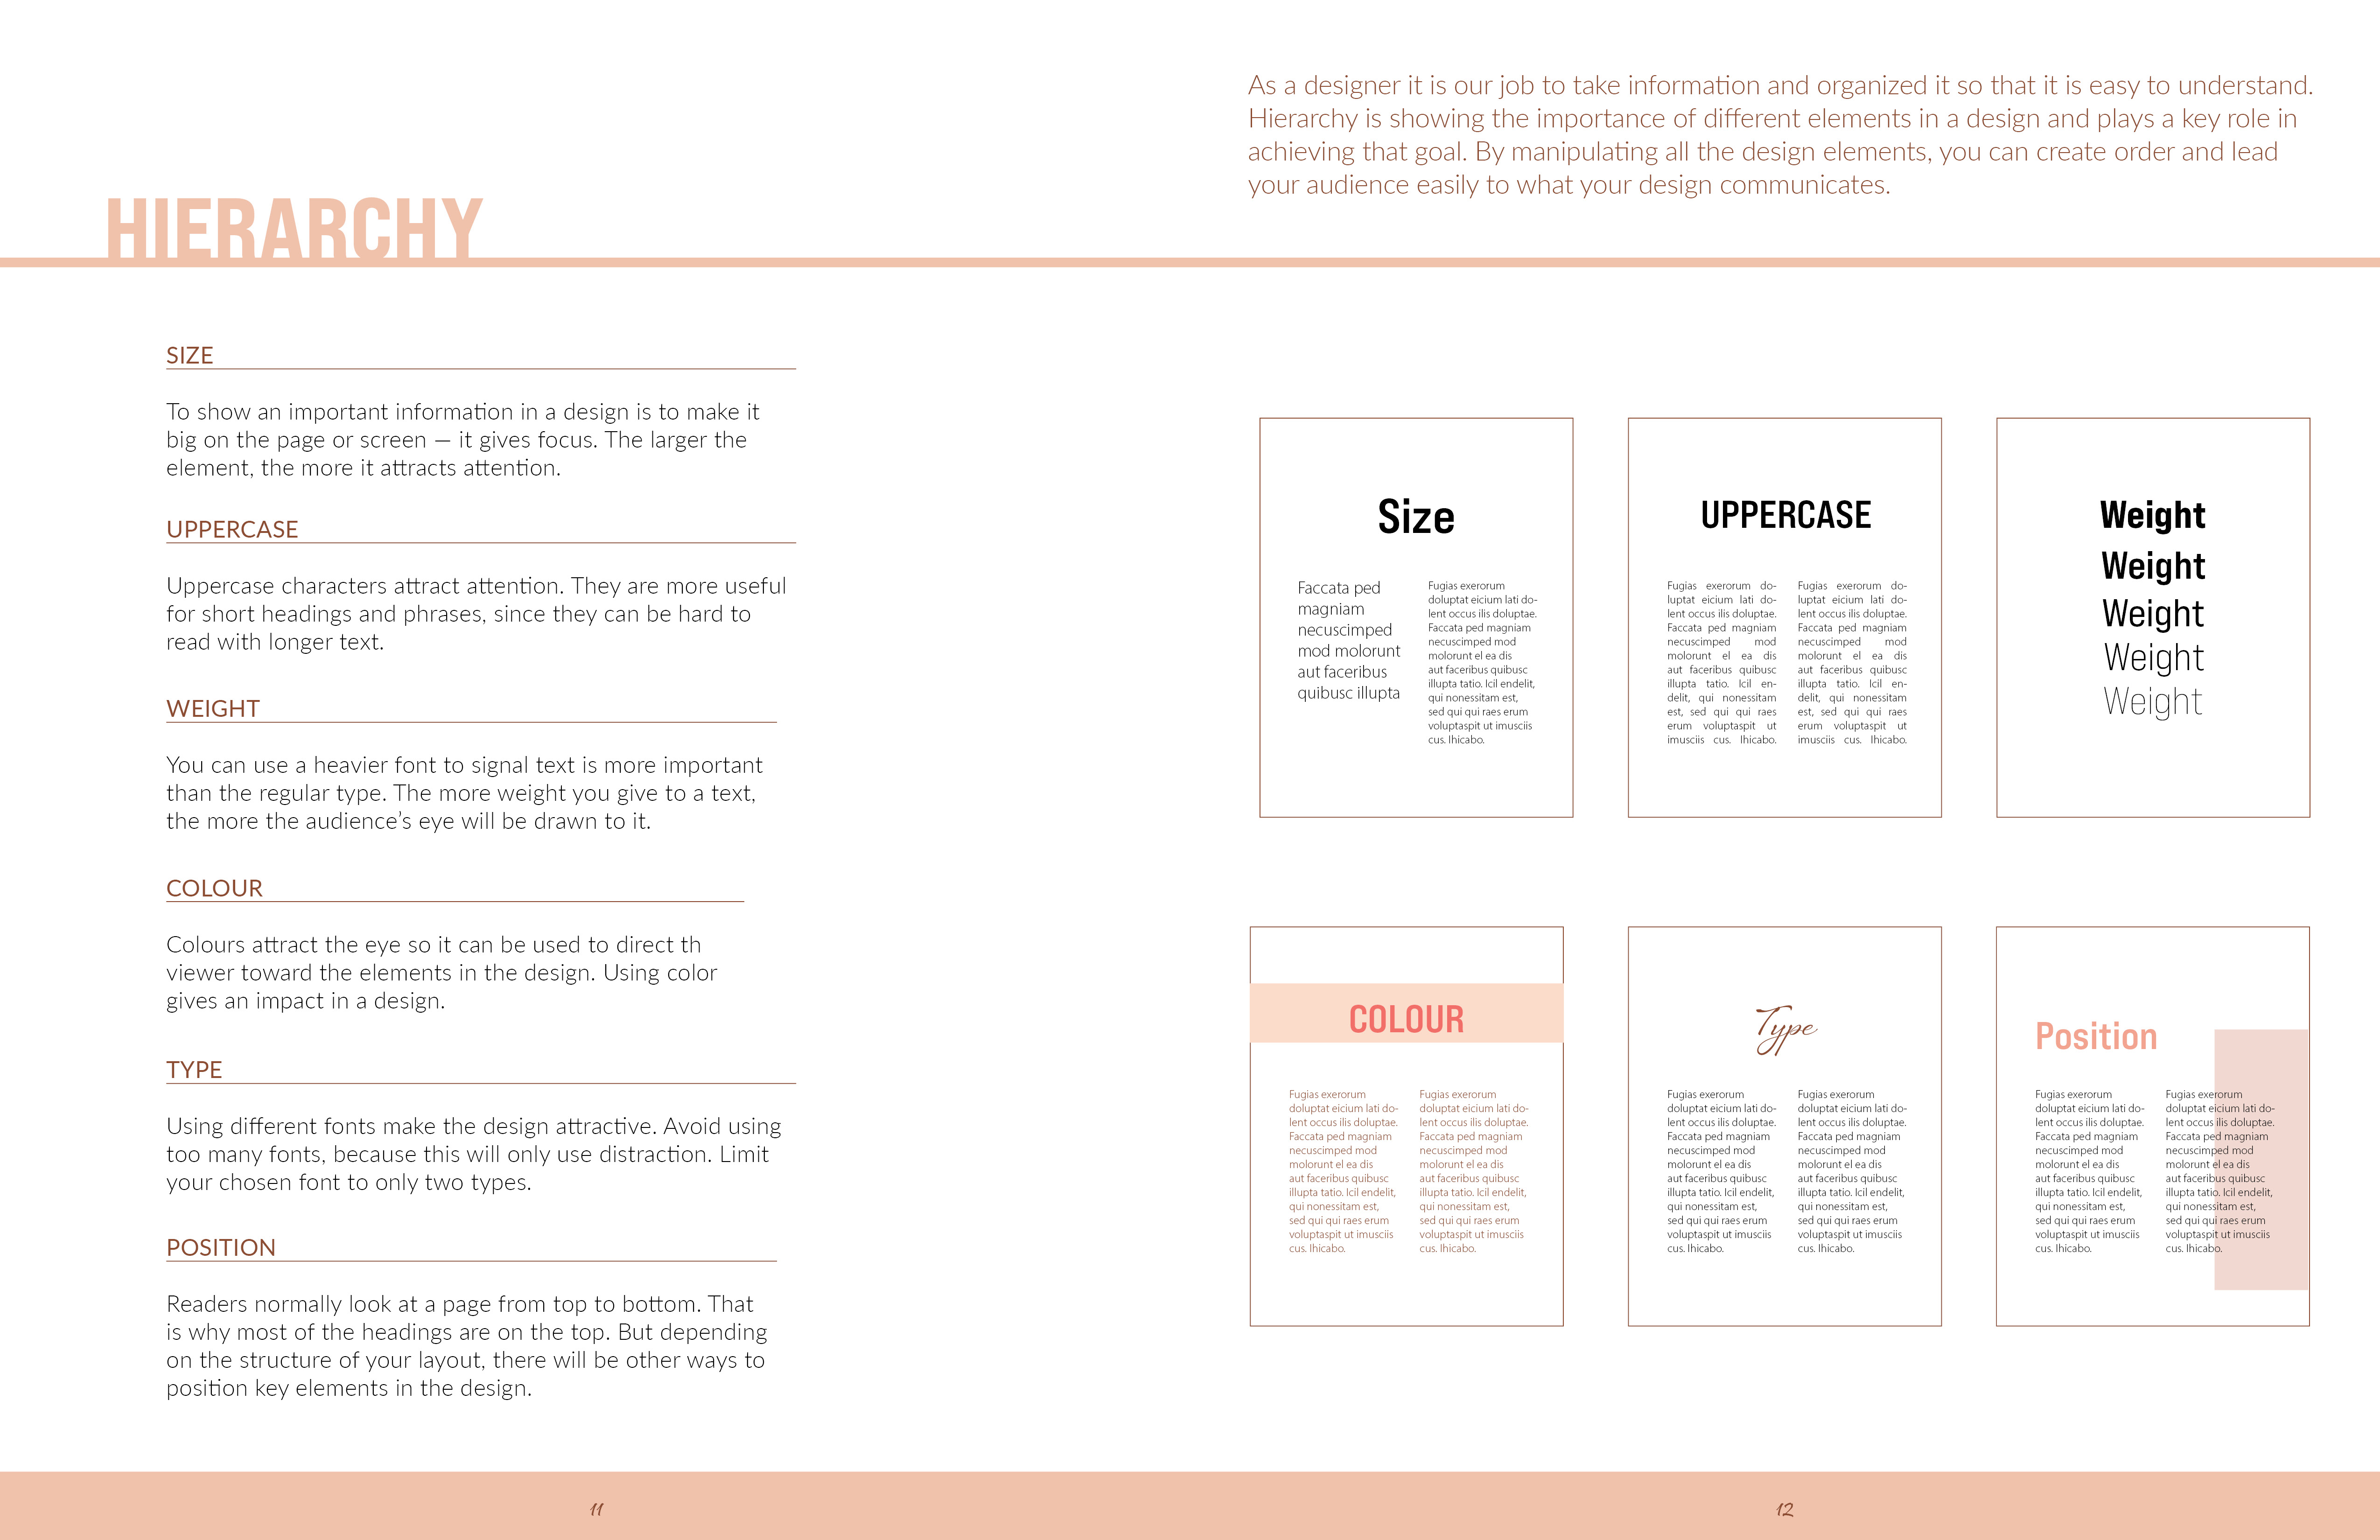 HIERARCHY
SIZE
To show an important information in a design is to make it
big on the page or screen – it gives focus. The larger the
element, the more it attracts attention.
UPPERCASE
Uppercase characters attract attention. They are more useful
for short headings and phrases, since they can be hard to
read with longer text.
WEIGHT
You can use a heavier font to signal text is more important
than the regular type. The more weight you give to a text,
the more the audience’s eye will be drawn to it.
COLOUR
Colours attract the eye so it can be used to direct th
viewer toward the elements in the design. Using color
gives an impact in a design.
TYPE
Using different fonts make the design attractive. Avoid using
too many fonts, because this will only use distraction. Limit
your chosen font to only two types.
POSITION
Readers normally look at a page from top to bottom. That
is why most of the headings are on the top. But depending
on the structure of your layout, there will be other ways to
position key elements in the design.
11
As a designer it is our job to take information and organized it so that it is easy to understand.
Hierarchy is showing the importance of different elements in a design and plays a key role in
achieving that goal. By manipulating all the design elements, you can create order and lead
your audience easily to what your design communicates.
Size
Faccata ped
magniam
necuscimped
mod molorunt
aut faceribus
quibusc illupta
Fugias exerorum
doluptat eicium lati do-
lent occus ilis doluptae.
Faccata ped magniam
necuscimped mod
molorunt el ea dis
aut faceribus quibusc
illupta tatio. Icil endelit,
qui nonessitam est,
sed qui qui raes erum
voluptaspit ut imusciis
cus. Ihicabo.
UPPERCASE
Fugias exerorum do-
luptat eicium lati do-
lent occus ilis doluptae.
Faccata ped magniam
necuscimped mod
molorunt el ea dis
aut faceribus quibusc
illupta tatio. Icil en-
delit, qui nonessitam
est, sed qui qui raes
erum voluptaspit ut
imusciis cus. Ihicabo.
Fugias exerorum do-
luptat eicium lati do-
lent occus ilis doluptae.
Faccata ped magniam
necuscimped mod
molorunt el ea dis
aut faceribus quibusc
illupta tatio. Icil en-
delit, qui nonessitam
est, sed qui qui raes
erum voluptaspit ut
imusciis cus. Ihicabo.
Weight
Weight
Weight
Weight
Weight
COLOUR
Fugias exerorum
doluptat eicium lati do-
lent occus ilis doluptae.
Faccata ped magniam
necuscimped mod
molorunt el ea dis
aut faceribus quibusc
illupta tatio. Icil endelit,
qui nonessitam est,
sed qui qui raes erum
voluptaspit ut imusciis
cus. Ihicabo.
Fugias exerorum
doluptat eicium lati do-
lent occus ilis doluptae.
Faccata ped magniam
necuscimped mod
molorunt el ea dis
aut faceribus quibusc
illupta tatio. Icil endelit,
qui nonessitam est,
sed qui qui raes erum
voluptaspit ut imusciis
cus. Ihicabo.
Type
Fugias exerorum
doluptat eicium lati do-
lent occus ilis doluptae.
Faccata ped magniam
necuscimped mod
molorunt el ea dis
aut faceribus quibusc
illupta tatio. Icil endelit,
qui nonessitam est,
sed qui qui raes erum
voluptaspit ut imusciis
cus. Ihicabo.
Fugias exerorum
doluptat eicium lati do-
lent occus ilis doluptae.
Faccata ped magniam
necuscimped mod
molorunt el ea dis
aut faceribus quibusc
illupta tatio. Icil endelit,
qui nonessitam est,
sed qui qui raes erum
voluptaspit ut imusciis
cus. Ihicabo.
Position
Fugias exerorum
doluptat eicium lati do-
lent occus ilis doluptae.
Faccata ped magniam
necuscimped mod
molorunt el ea dis
aut faceribus quibusc
illupta tatio. Icil endelit,
qui nonessitam est,
sed qui qui raes erum
voluptaspit ut imusciis
cus. Ihicabo.
Fugias exerorum
doluptat eicium lati do-
lent occus ilis doluptae.
Faccata ped magniam
necuscimped mod
molorunt el ea dis
aut faceribus quibusc
illupta tatio. Icil endelit,
qui nonessitam est,
sed qui qui raes erum
voluptaspit ut imusciis
cus. Ihicabo.
12